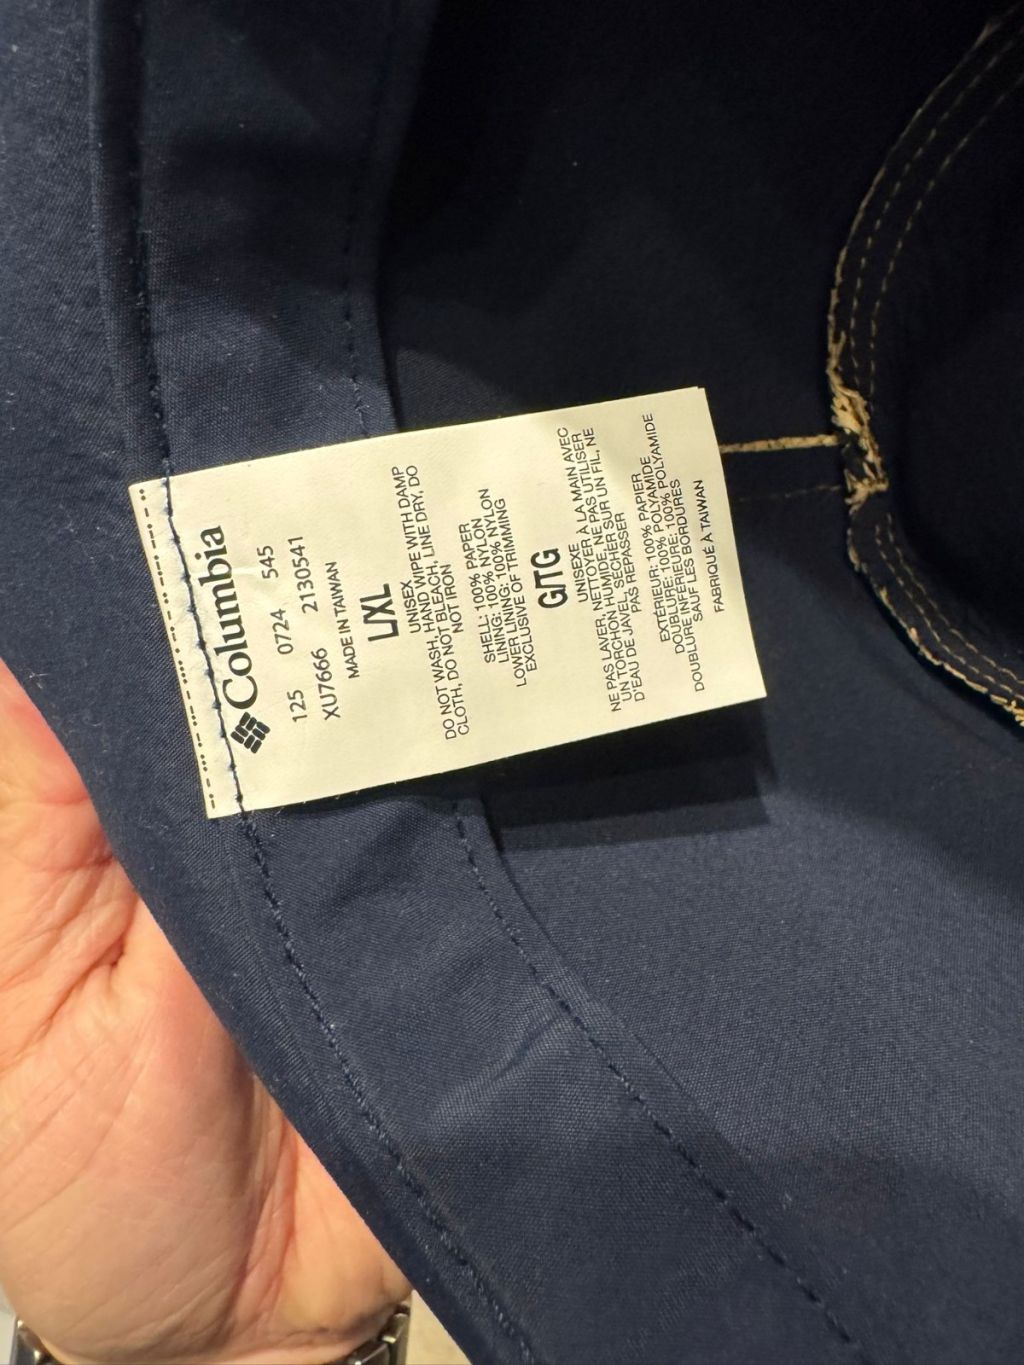 Columbia
125 0724 545
XU7666 2130541
MADE IN TAIWAN
L/XL
UNISEX
DO NOT WASH, HAND WIPE WITH DAMP
CLOTH, DO NOT BLEACH, LINE DRY, DO
NOT IRON
SHELL: 100% PAPER
LINING: 100% NYLON
LOWER LINING: 100% NYLON
EXCLUSIVE OF TRIMMING
G/TG
UNISEXE
NE PAS LAVER, NETTOYER À LA MAIN AVEC
UN TORCHON HUMIDE, NE PAS UTILISER
D'EAU DE JAVEL, SÉCHER SUR UN FIL, NE
PAS REPASSER
EXTÉRIEUR: 100% PAPIER
DOUBLURE: 100% POLYAMIDE
DOUBLURE INFÉRIEURE: 100% POLYAMIDE
SAUF LES BORDURES
FABRIQUÉ À TAIWAN